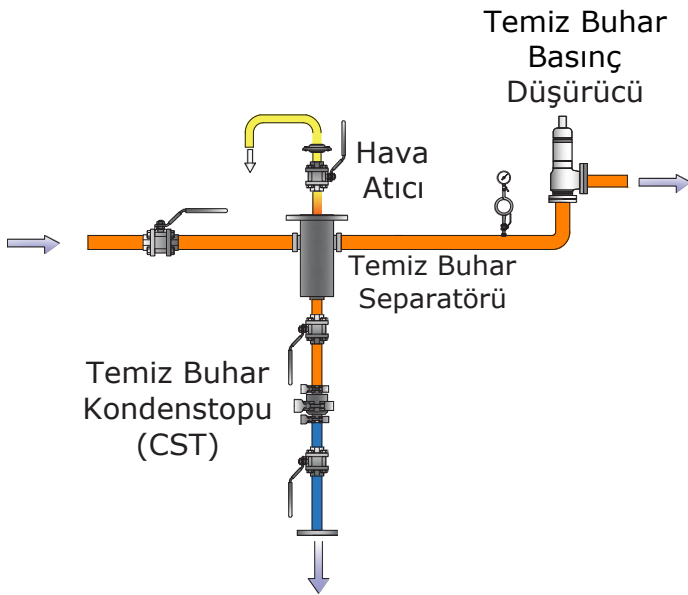 Temiz Buhar
Basınç
Düşürücü
Hava
Atıcı
Temiz Buhar
Separatörü
Temiz Buhar
Kondenstopu
(CST)